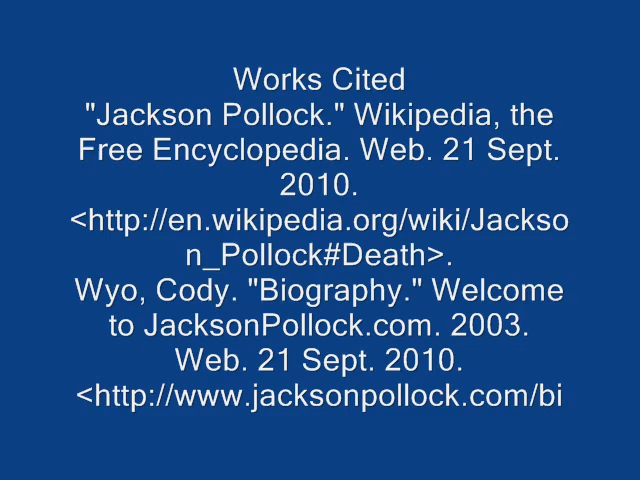 Works Cited
"Jackson Pollock." Wikipedia, the
Free Encyclopedia. Web. 21 Sept.
2010.
<http://en.wikipedia.org/wiki/Jackso
n_Pollock#Death>.
Wyo, Cody. "Biography." Welcome
to JacksonPollock.com. 2003.
Web. 21 Sept. 2010.
<http://www.jacksonpollock.com/bi